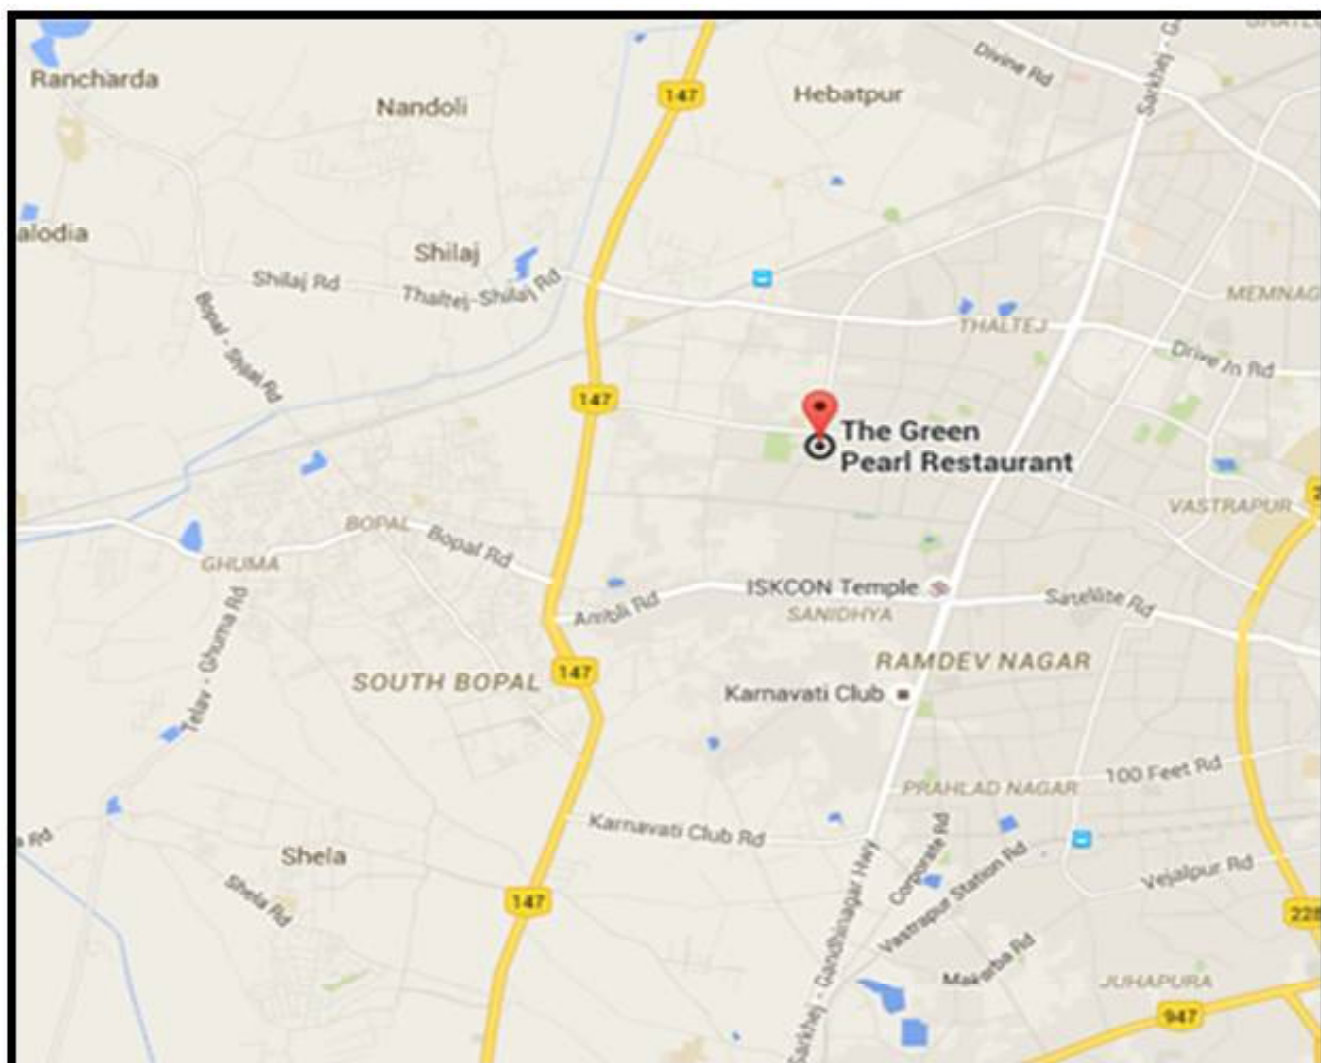 Divine Rd
Sarkhej - G
Rancharda
Nandoli
147
Hebatpur
alodia
Shilaj
Shilaj Rd
Thaltej-Shilaj Rd
Bopal - Shilaj Rd
MEMNAG
THALTEJ
Drive In Rd
147
The Green
Pearl Restaurant
VASTRAPUR
2
BOPAL
Bopal Rd
GHUMA
ISKCON Temple
Ambli Rd
SANIDHYA
Satellite Rd
Telav - Ghuma Rd
SOUTH BOPAL
147
RAMDEV NAGAR
Karnavati Club
PRAHLAD NAGAR
100 Feet Rd
Karnavati Club Rd
Rd
Shela
Shela Rd
147
Corporate Rd
Vastrapur Station Rd
Vejalpur Rd
228
Sarkhej - Gandhinagar Hwy
Makarba Rd
JUHAPURA
947